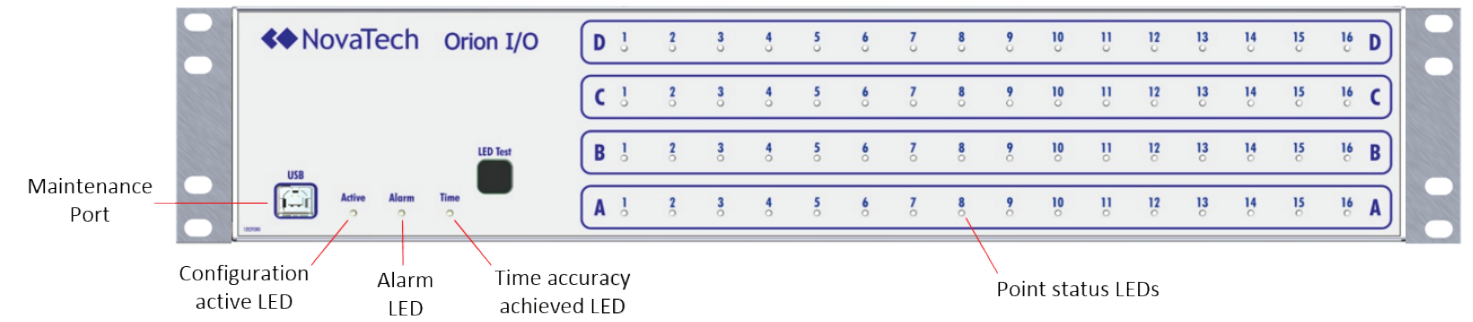 NovaTech Orion I/O
D 1 2 3 4 5 6 7 8 9 10 11 12 13 14 15 16 D
C 1 2 3 4 5 6 7 8 9 10 11 12 13 14 15 16 C
LED Test
B 1 2 3 4 5 6 7 8 9 10 11 12 13 14 15 16 B
USB
Active Alarm Time
A 1 2 3 4 5 6 7 8 9 10 11 12 13 14 15 16 A
Maintenance
Port
Configuration
active LED
Alarm
LED
Time accuracy
achieved LED
Point status LEDs